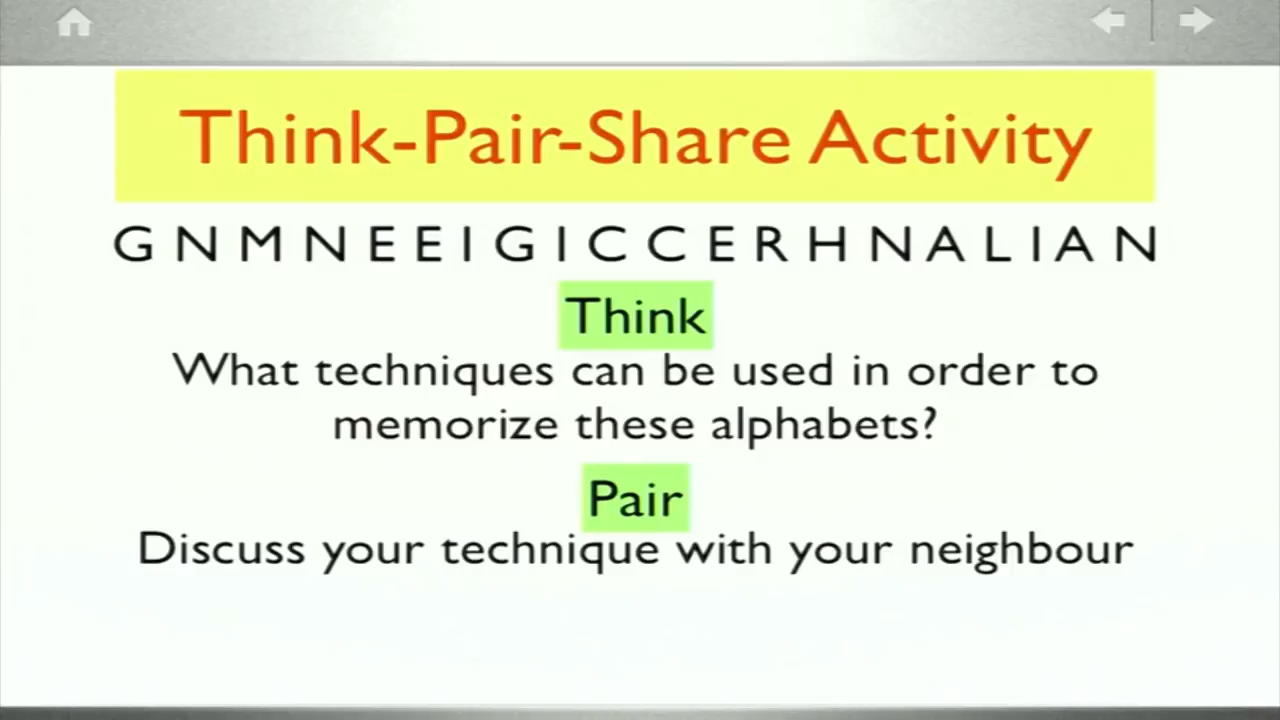 Think-Pair-Share Activity
G N M N E E I G I C C E R H N A L I A N
Think
What techniques can be used in order to
memorize these alphabets?
Pair
Discuss your technique with your neighbour